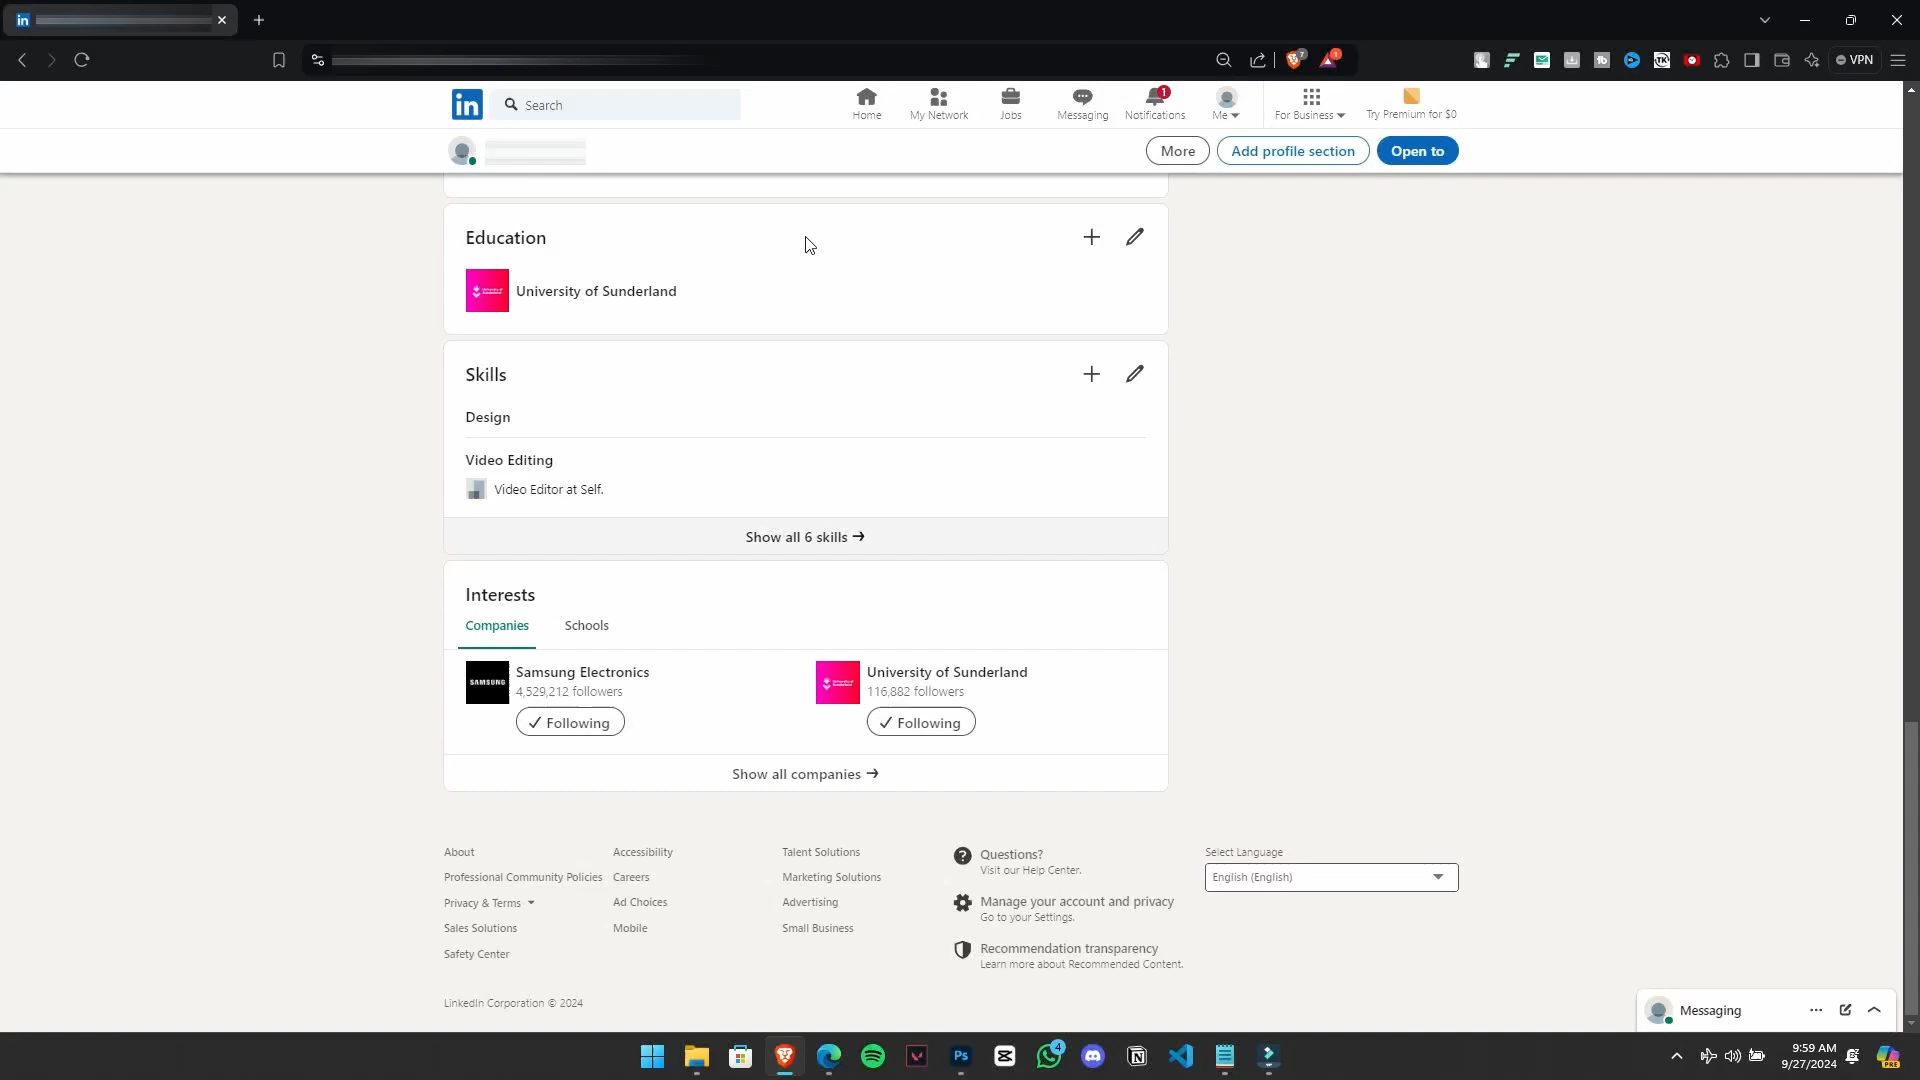 7
1
VPN
in
Search
Home
My Network
Jobs
Messaging
1
Notifications
Me
For Business
Try Premium for $0
More
Add profile section
Open to
Education
University of Sunderland
Skills
Design
Video Editing
Video Editor at Self.
Show all 6 skills →
Interests
Companies
Schools
SAMSUNG
Samsung Electronics
4,529,212 followers
Following
University of Sunderland
116,882 followers
Following
Show all companies →
About
Accessibility
Talent Solutions
Professional Community Policies
Careers
Marketing Solutions
Privacy & Terms
Ad Choices
Advertising
Sales Solutions
Mobile
Small Business
Safety Center
Questions?
Visit our Help Center.
Manage your account and privacy
Go to your Settings.
Recommendation transparency
Learn more about Recommended Content.
Select Language
English (English)
LinkedIn Corporation © 2024
Messaging
Ps
4
9:59 AM
9/27/2024
PRE